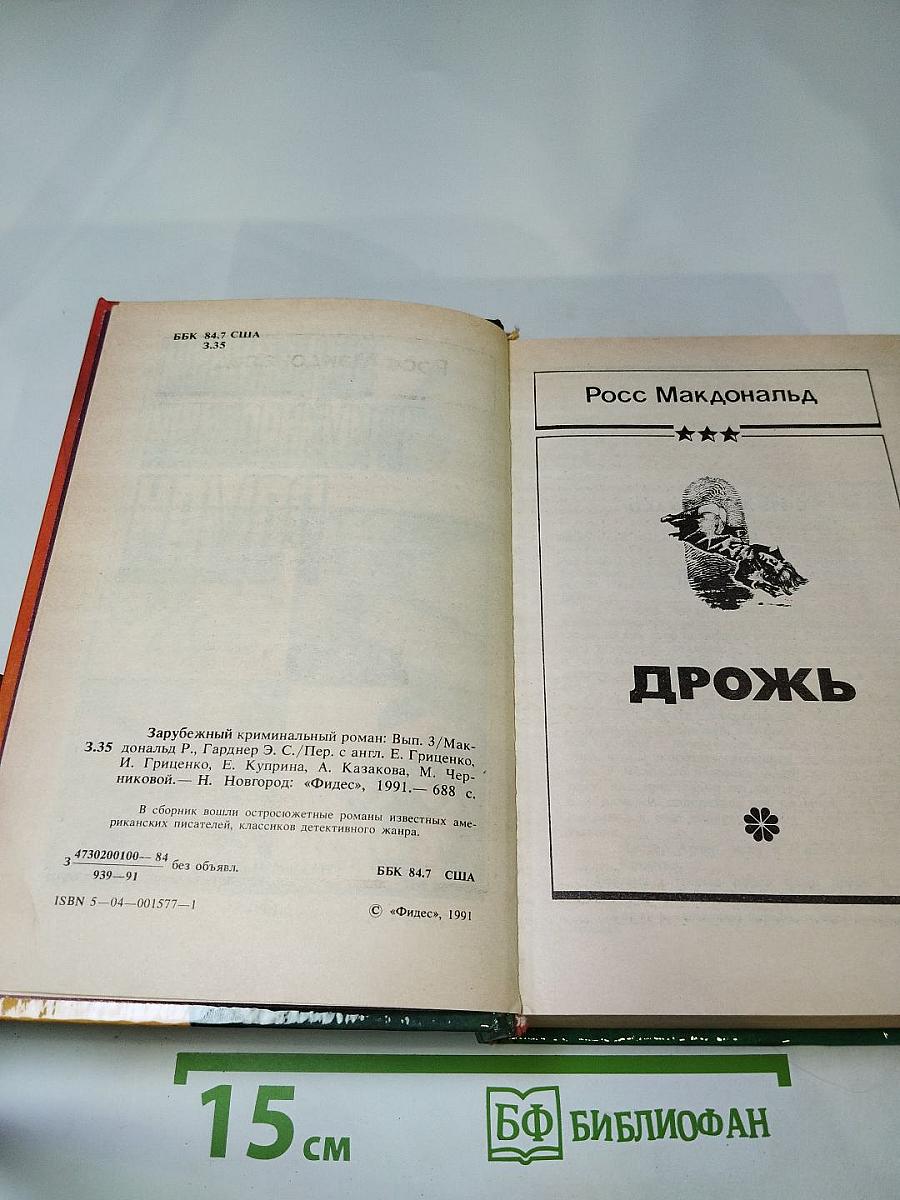 ББК 84.7 США
З.35
Зарубежный криминальный роман: Вып. 3/Мак-
З.35 дональд Р., Гарднер Э. С./Пер. с англ. Е. Гриценко,
И. Гриценко, Е. Куприна, А. Казакова, М. Чер-
никовой.— Н. Новгород: «Фидес», 1991.— 688 с.
В сборник вошли остросюжетные романы известных аме-
риканских писателей, классиков детективного жанра.
З 4730200100—84
939—91
без объявл.
ББК 84.7 США
ISBN 5—04—001577—1
© «Фидес», 1991
Росс Макдональд
ДРОЖЬ
15 см
БФ БИБЛИОФАН